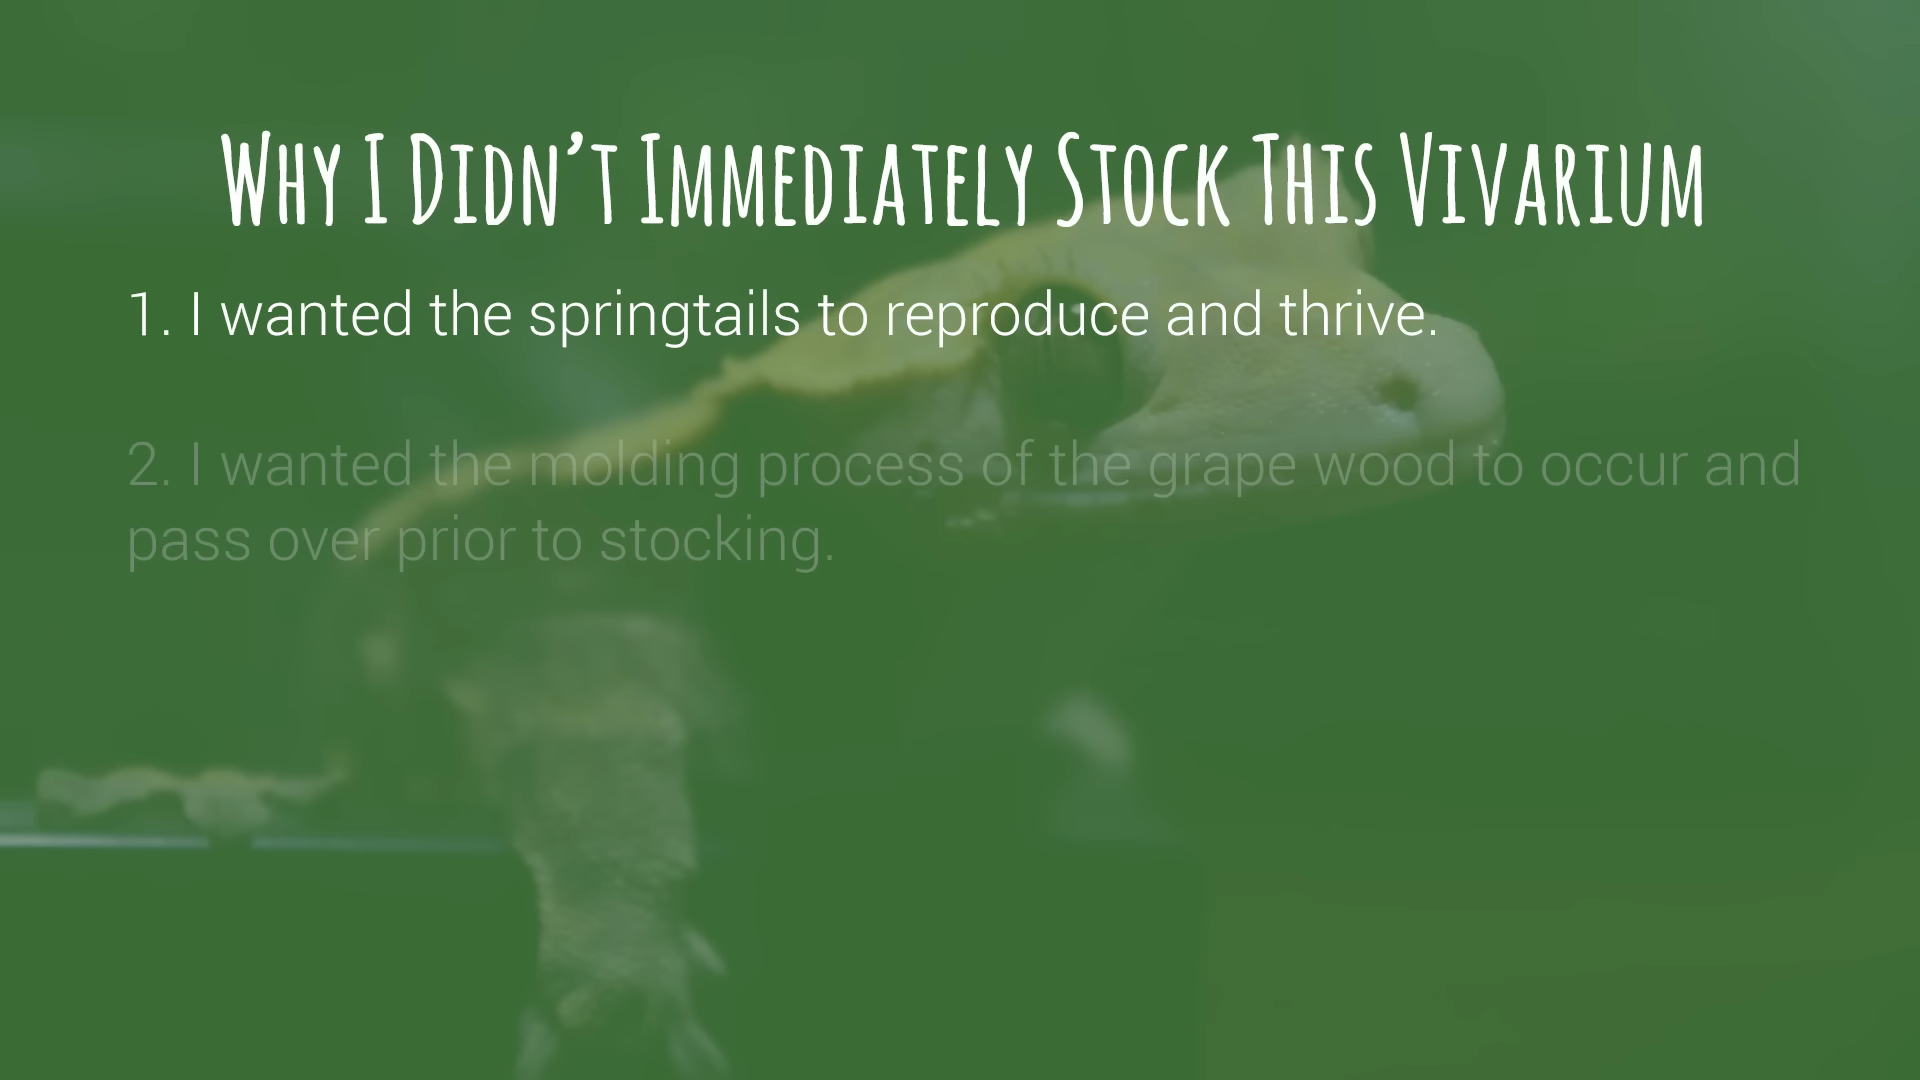 Why I Didn’t Immediately Stock This Vivarium
1. I wanted the springtails to reproduce and thrive.
2. I wanted the molding process of the grape wood to occur and
pass over prior to stocking.